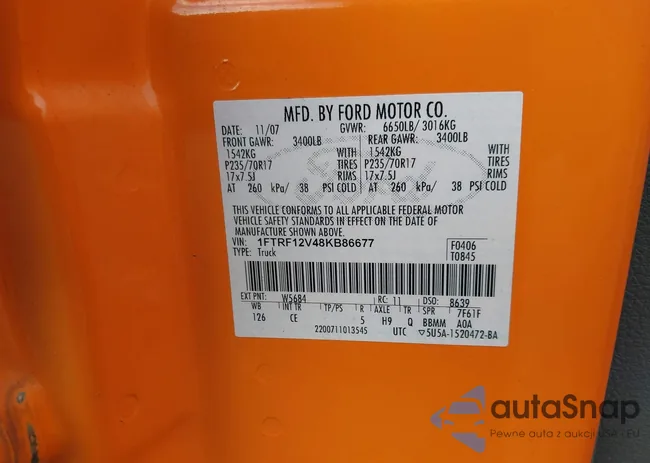 MFD. BY FORD MOTOR CO.
DATE: 11/07 GVWR: 6650LB/ 3016KG
FRONT GAWR: 3400LB REAR GAWR: 3400LB
1542KG WITH 1542KG WITH
P235/70R17 TIRES P235/70R17 TIRES
17x7.5J RIMS 17x7.5J RIMS
AT 260 kPa/ 38 PSI COLD AT 260 kPa/ 38 PSI COLD
THIS VEHICLE CONFORMS TO ALL APPLICABLE FEDERAL MOTOR
VEHICLE SAFETY STANDARDS IN EFFECT ON THE DATE OF
MANUFACTURE SHOWN ABOVE.
VIN: 1FTRF12V48KB86677 F0406
TYPE: Truck T0845
EXT PNT: W5684 RC: 11 DSO: 8639
WB INT TR TP/PS R AXLE TR SPR 7F61F
126 CE 5 H9 Q BBMM A0A
2200711013545 UTC ▽5U5A-1520472-BA
autaSnap
Pewne auta z aukcji USA - EU